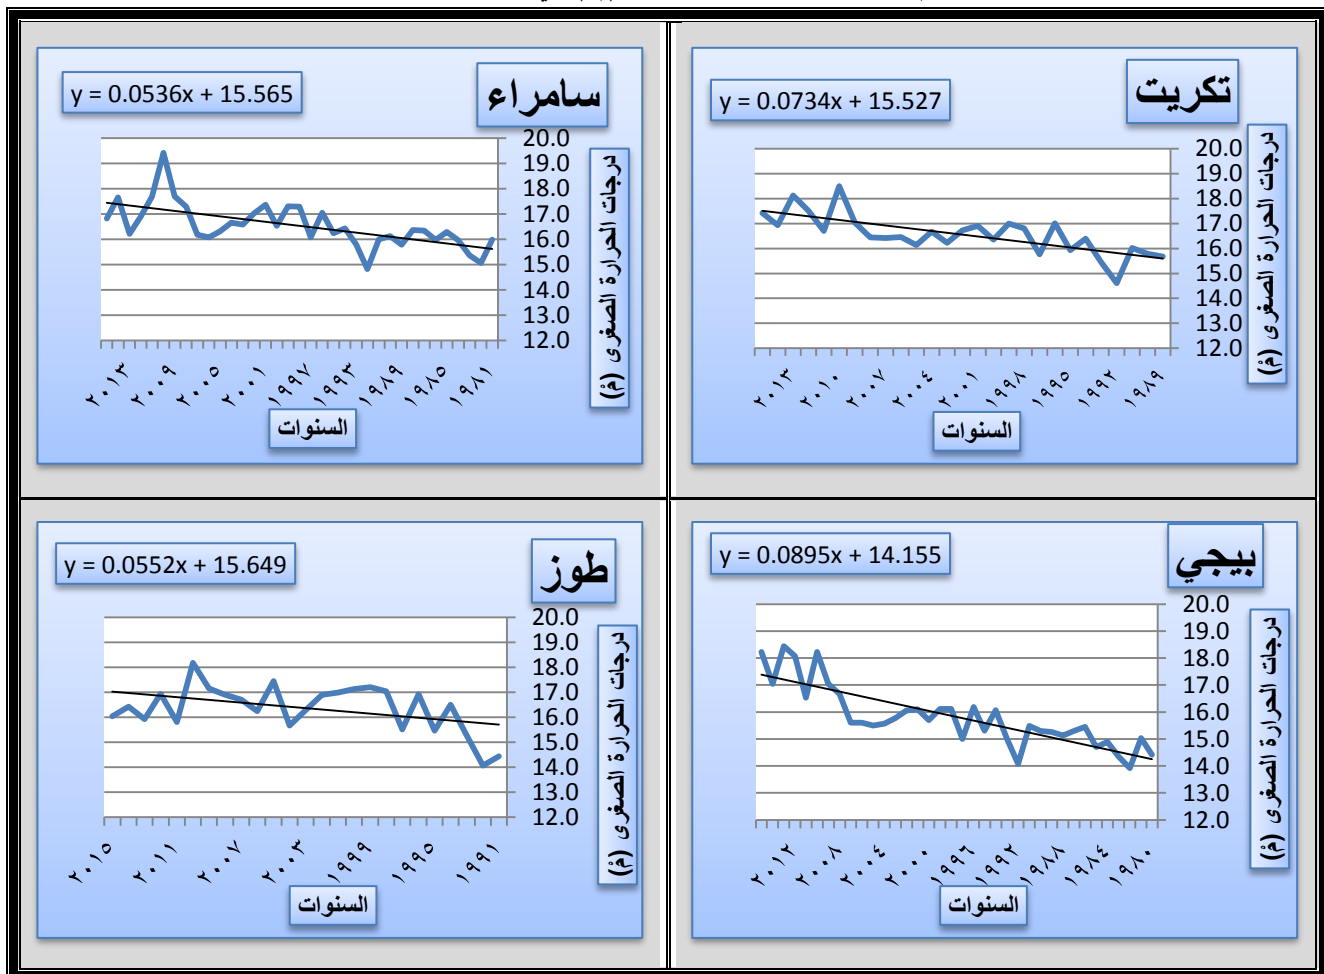 تكريت
y = 0.0734x + 15.527
درجات الحرارة الصغرى (مْ)
20.0
19.0
18.0
17.0
16.0
15.0
14.0
13.0
12.0
١٩٨٩ ١٩٩٢ ١٩٩٥ ١٩٩٨ ٢٠٠١ ٢٠٠٤ ٢٠٠٧ ٢٠١٠ ٢٠١٣
السنوات
سامراء
y = 0.0536x + 15.565
درجات الحرارة الصغرى (مْ)
20.0
19.0
18.0
17.0
16.0
15.0
14.0
13.0
12.0
١٩٨١ ١٩٨٥ ١٩٨٩ ١٩٩٣ ١٩٩٧ ٢٠٠١ ٢٠٠٥ ٢٠٠٩ ٢٠١٣
السنوات
بيجي
y = 0.0895x + 14.155
درجات الحرارة الصغرى (مْ)
20.0
19.0
18.0
17.0
16.0
15.0
14.0
13.0
12.0
١٩٨٠ ١٩٨٤ ١٩٨٨ ١٩٩٢ ١٩٩٦ ٢٠٠٠ ٢٠٠٤ ٢٠٠٨ ٢٠١٢
السنوات
طوز
y = 0.0552x + 15.649
درجات الحرارة الصغرى (مْ)
20.0
19.0
18.0
17.0
16.0
15.0
14.0
13.0
12.0
١٩٩١ ١٩٩٥ ١٩٩٩ ٢٠٠٣ ٢٠٠٧ ٢٠١١ ٢٠١٥
السنوات